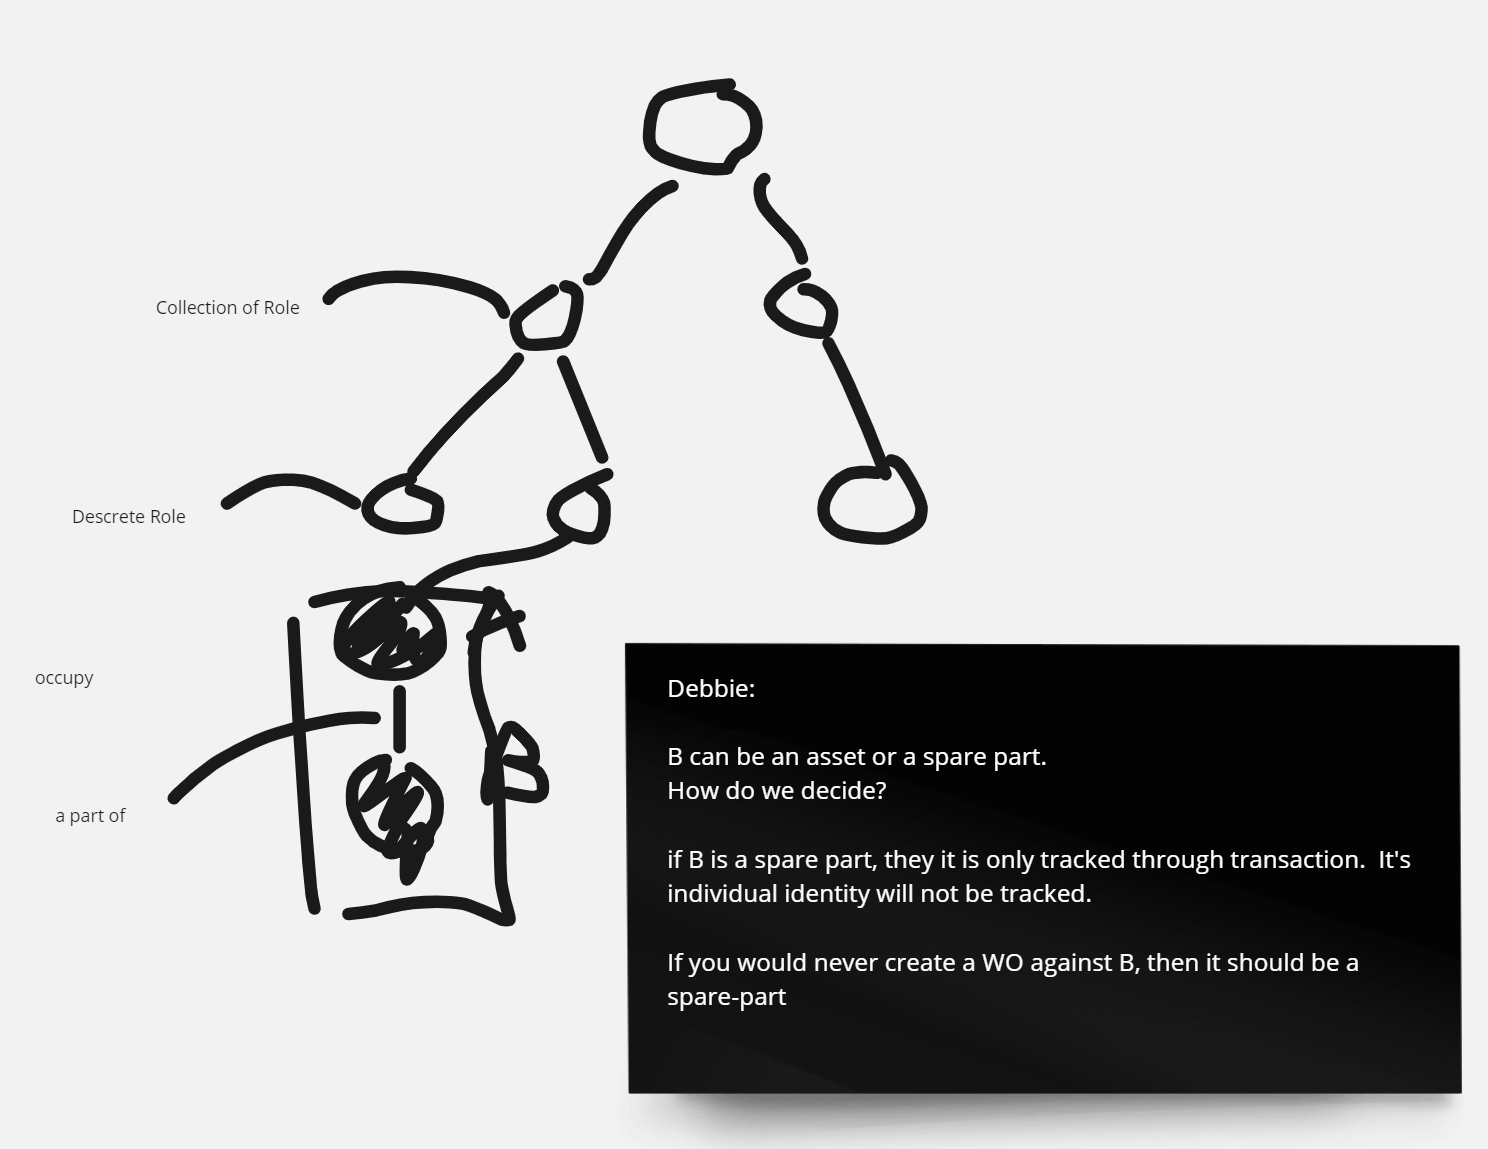 Collection of Role
Descrete Role
A
occupy
B
a part of
Debbie:
B can be an asset or a spare part.
How do we decide?
if B is a spare part, they it is only tracked through transaction.  It's
individual identity will not be tracked.
If you would never create a WO against B, then it should be a
spare-part